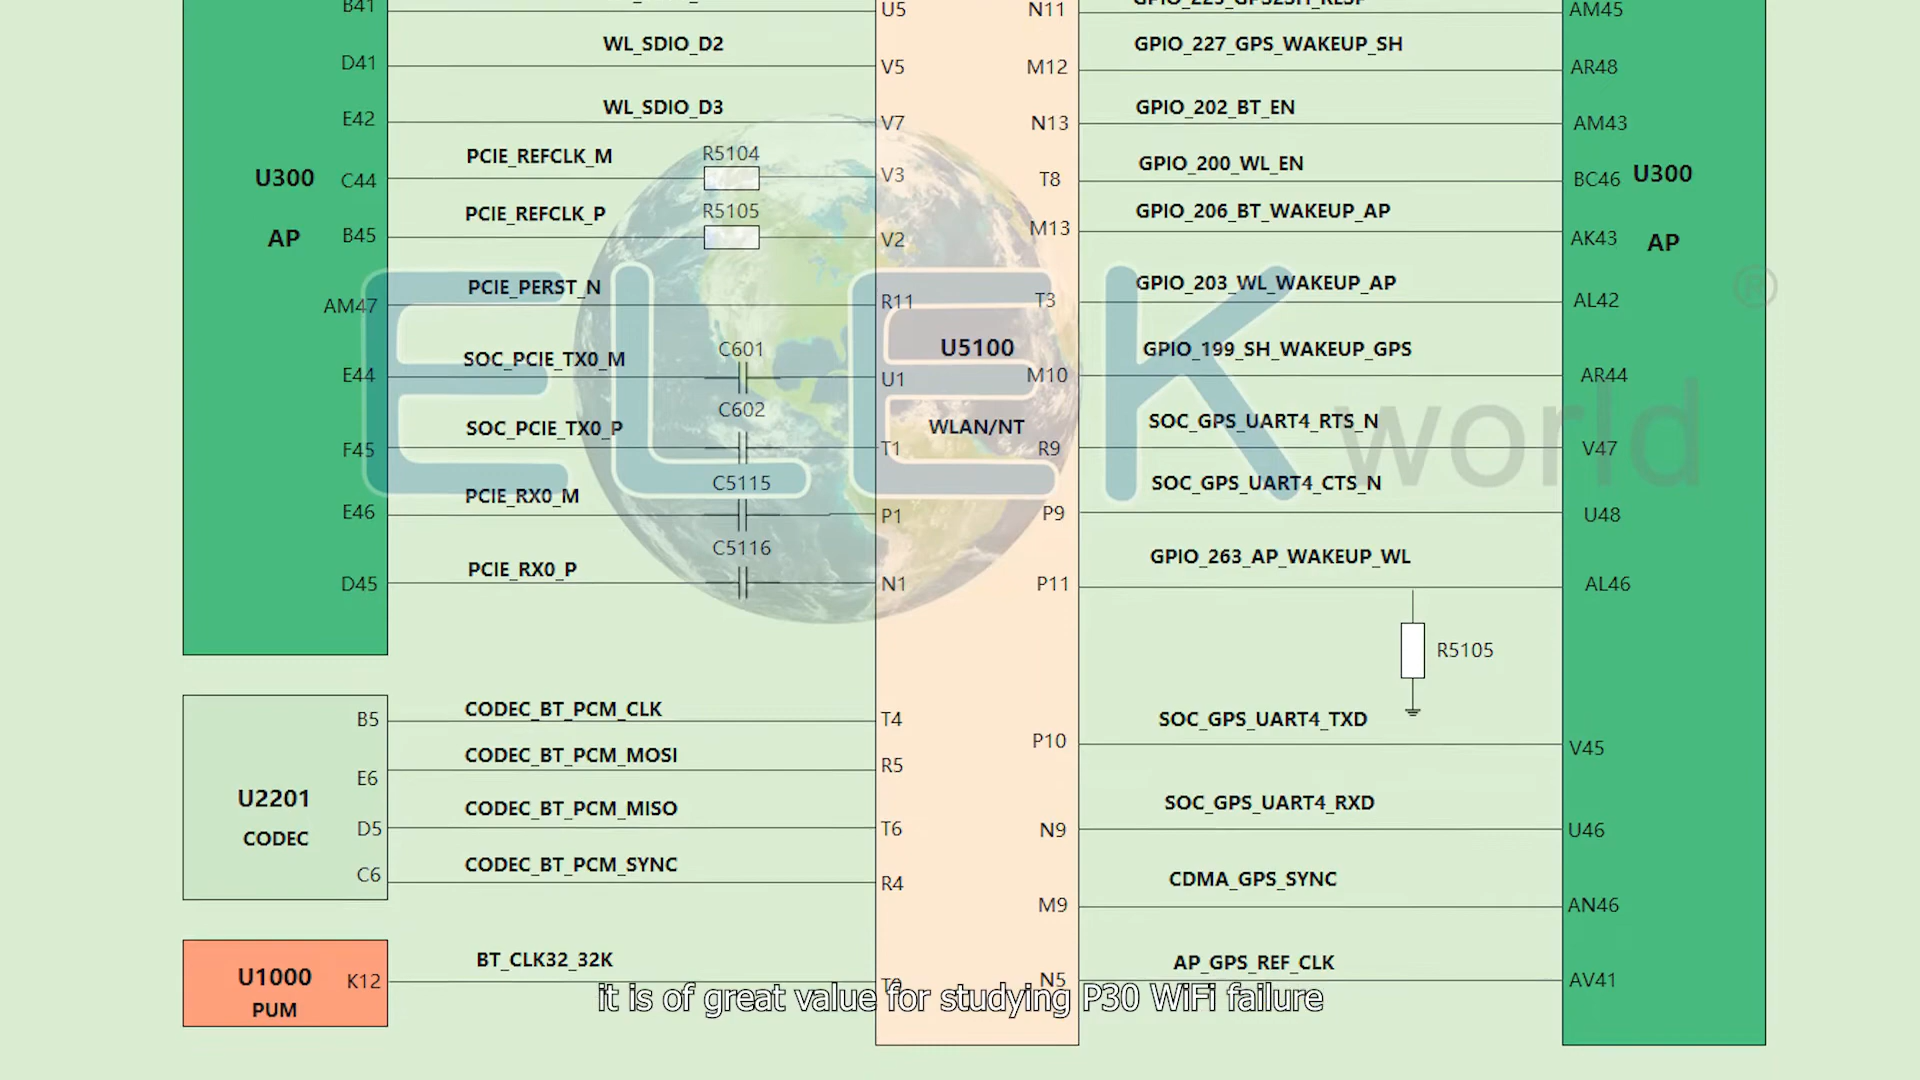 B41
U5
N11
AM45
WL_SDIO_D2
GPIO_227_GPS_WAKEUP_SH
D41
V5
M12
AR48
WL_SDIO_D3
GPIO_202_BT_EN
E42
V7
N13
AM43
PCIE_REFCLK_M
R5104
GPIO_200_WL_EN
U300
C44
V3
T8
BC46
U300
PCIE_REFCLK_P
R5105
GPIO_206_BT_WAKEUP_AP
AP
B45
V2
M13
AK43
AP
PCIE_PERST_N
GPIO_203_WL_WAKEUP_AP
®
AM47
R11
T3
AL42
ELEK world
SOC_PCIE_TX0_M
C601
U5100
GPIO_199_SH_WAKEUP_GPS
E44
U1
M10
AR44
SOC_PCIE_TX0_P
C602
WLAN/NT
SOC_GPS_UART4_RTS_N
F45
T1
R9
V47
PCIE_RX0_M
C5115
SOC_GPS_UART4_CTS_N
E46
P1
P9
U48
PCIE_RX0_P
C5116
GPIO_263_AP_WAKEUP_WL
D45
N1
P11
AL46
R5105
B5
CODEC_BT_PCM_CLK
T4
SOC_GPS_UART4_TXD
P10
V45
E6
CODEC_BT_PCM_MOSI
R5
U2201
CODEC
D5
CODEC_BT_PCM_MISO
T6
SOC_GPS_UART4_RXD
N9
U46
C6
CODEC_BT_PCM_SYNC
R4
CDMA_GPS_SYNC
M9
AN46
U1000
PUM
K12
BT_CLK32_32K
AP_GPS_REF_CLK
N5
AV41
it is of great value for studying P30 WiFi failure